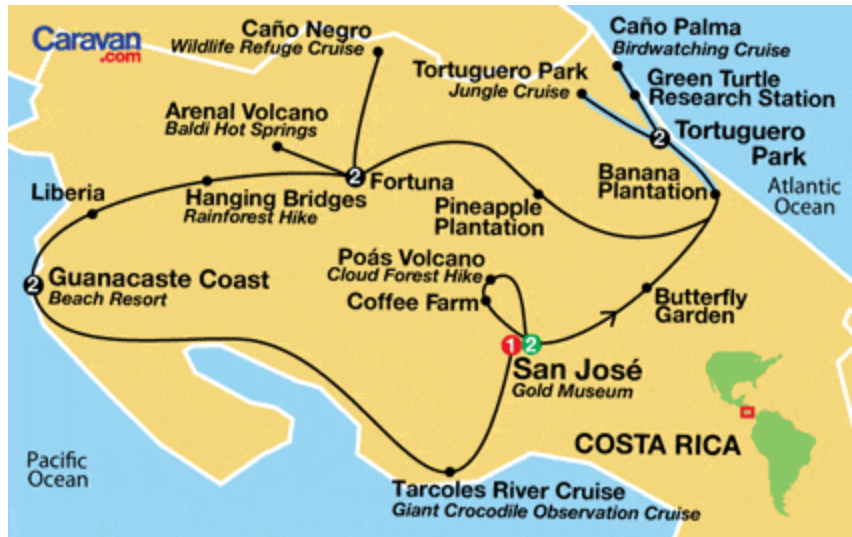 Caravan
.com
Caño Negro
Wildlife Refuge Cruise
Caño Palma
Birdwatching Cruise
Tortuguero Park
Jungle Cruise
Green Turtle
Research Station
Arenal Volcano
Baldi Hot Springs
2
Tortuguero
Park
2
Fortuna
Banana
Plantation
Atlantic
Ocean
Liberia
Hanging Bridges
Rainforest Hike
Pineapple
Plantation
Poás Volcano
Cloud Forest Hike
2
Guanacaste Coast
Beach Resort
Coffee Farm
Butterfly
Garden
1
2
San José
Gold Museum
COSTA RICA
Pacific
Ocean
Tarcoles River Cruise
Giant Crocodile Observation Cruise